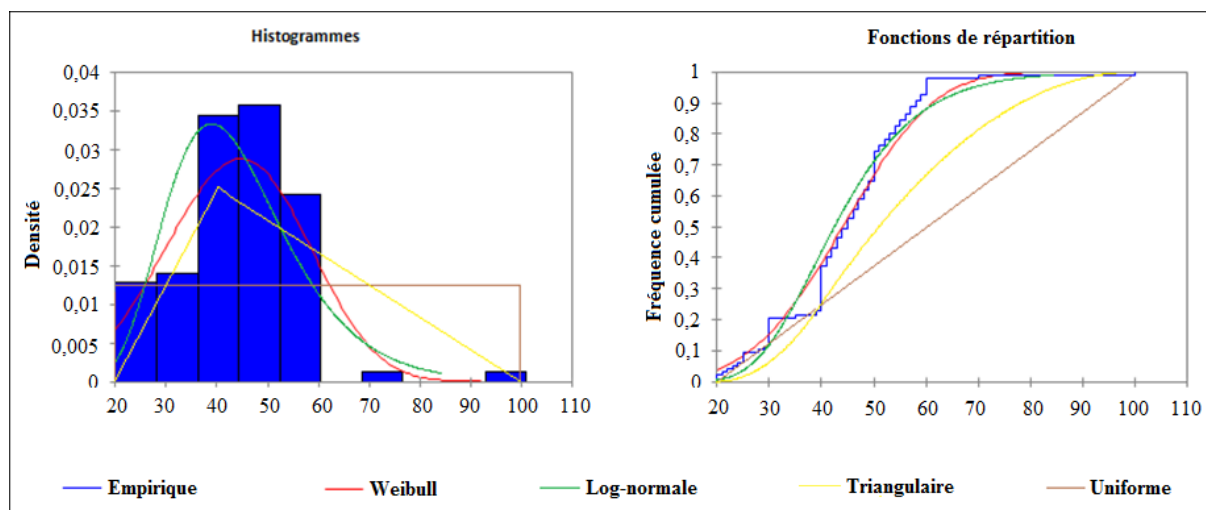 Histogrammes
Densité
0,04
0,035
0,03
0,025
0,02
0,015
0,01
0,005
0
20 30 40 50 60 70 80 90 100 110
Fonctions de répartition
Fréquence cumulée
1
0,9
0,8
0,7
0,6
0,5
0,4
0,3
0,2
0,1
0
20 30 40 50 60 70 80 90 100 110
Empirique Weibull Log-normale Triangulaire Uniforme